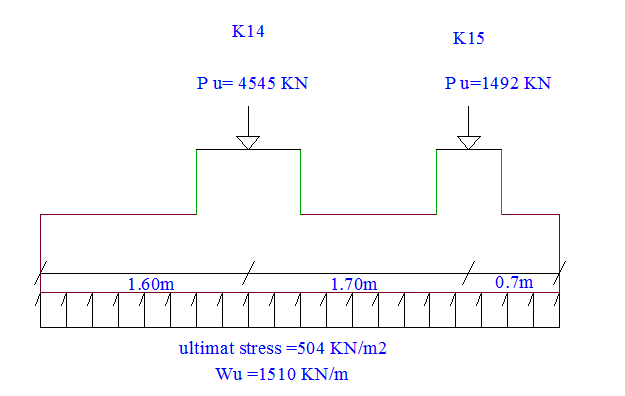 K14
K15
P u= 4545 KN
P u=1492 KN
1.60m
1.70m
0.7m
ultimat stress =504 KN/m2
Wu =1510 KN/m